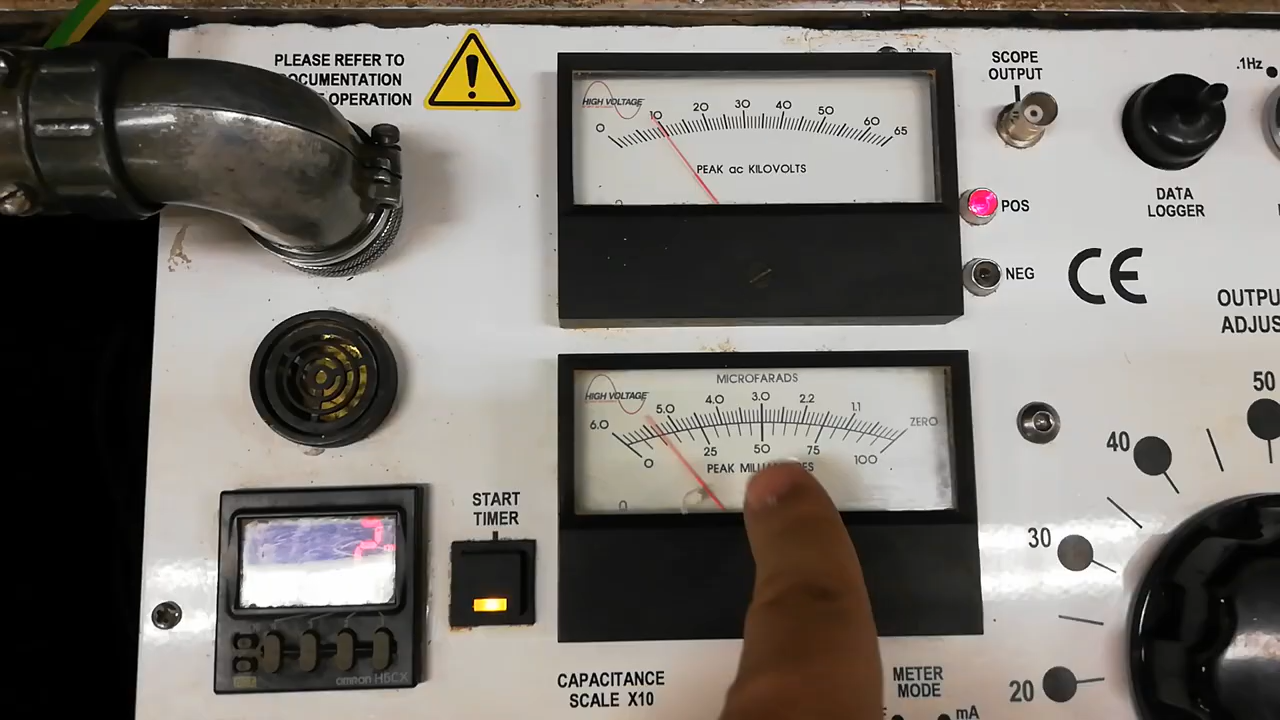 PLEASE REFER TO
OCUMENTATION
OPERATION
HIGH VOLTAGE
0 10 20 30 40 50 60 65
PEAK ac KILOVOLTS
SCOPE
OUTPUT
.1Hz
DATA
LOGGER
POS
NEG
CE
OUTPU
ADJUS
MICROFARADS
HIGH VOLTAGE
6.0 5.0 4.0 3.0 2.2 1.1 ZERO
0 25 50 75 100
PEAK MILL
START
TIMER
2
omron H5CX
CAPACITANCE
SCALE X10
METER
MODE
mA
50
40
30
20